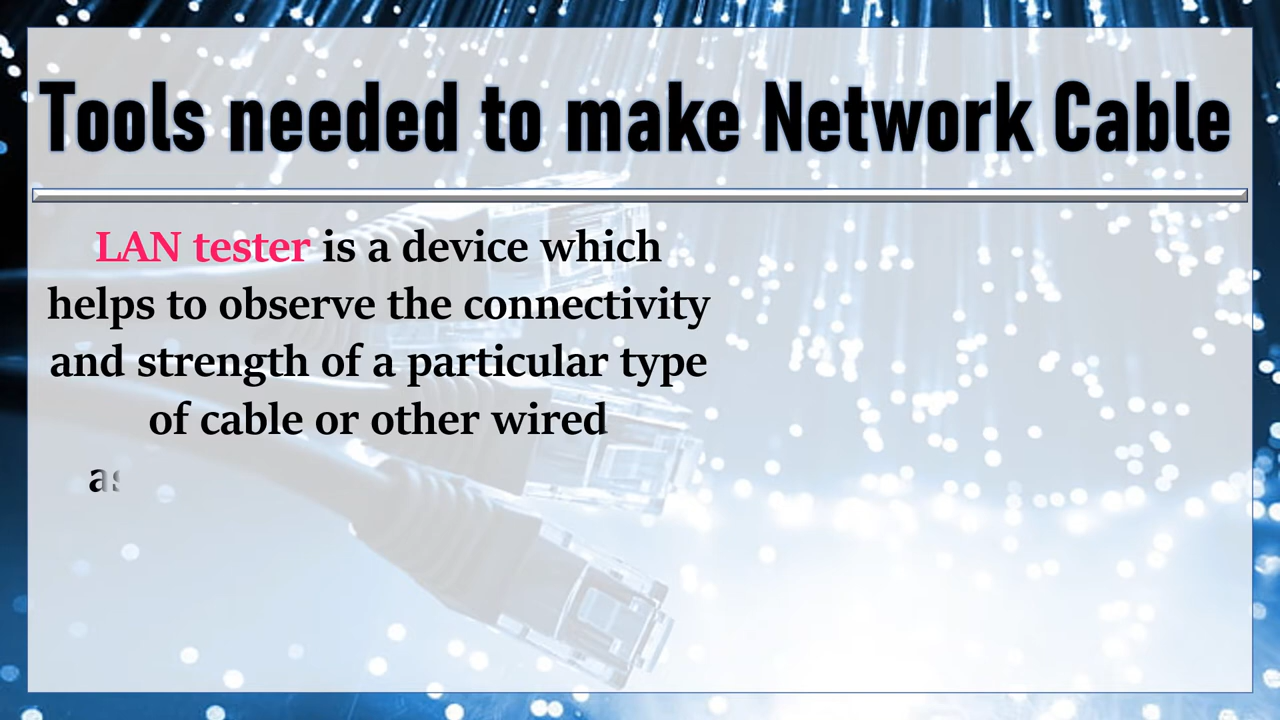 Tools needed to make Network Cable
LAN tester is a device which
helps to observe the connectivity
and strength of a particular type
of cable or other wired